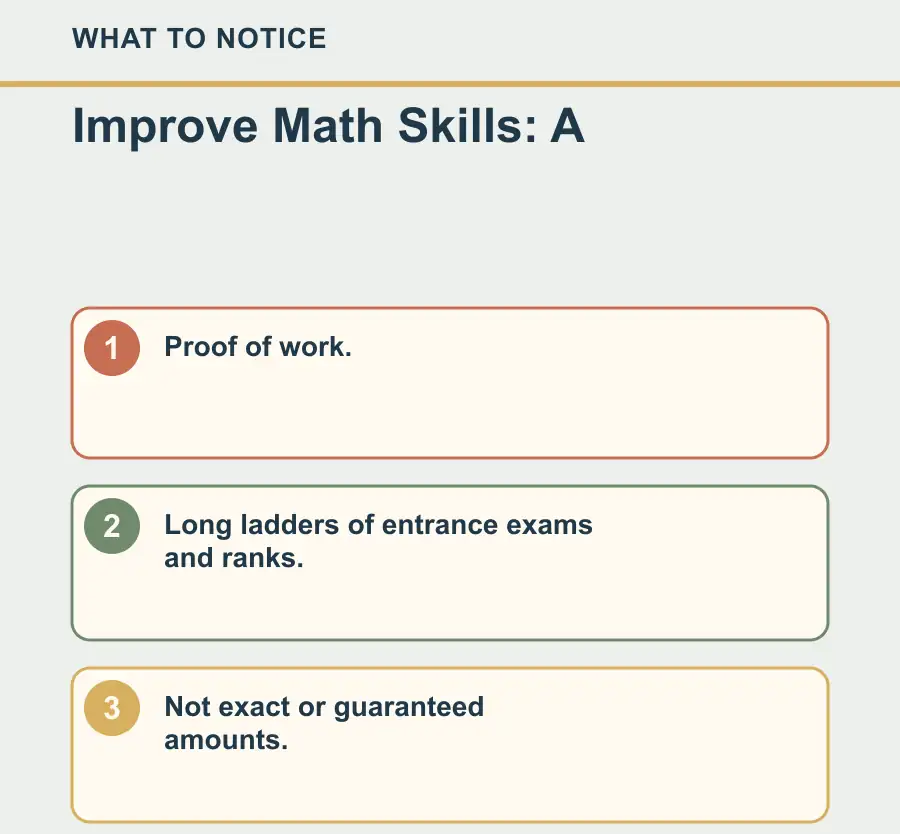 WHAT TO NOTICE
Improve Math Skills: A
1
Proof of work.
2
Long ladders of entrance exams
and ranks.
3
Not exact or guaranteed
amounts.